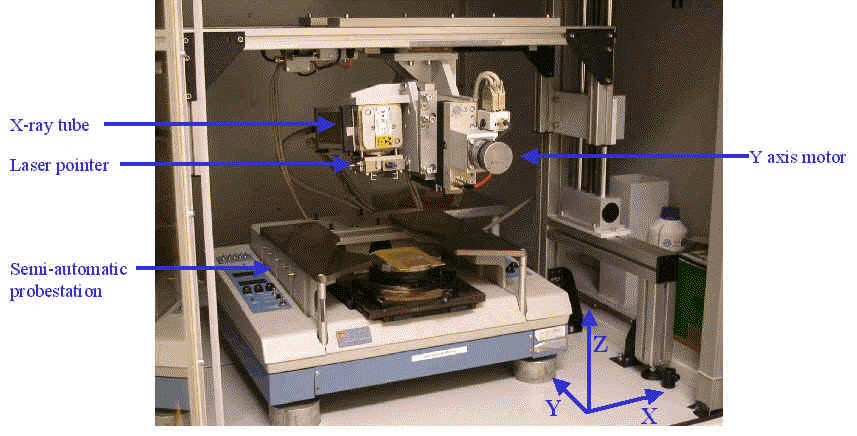 X-ray tube
Laser pointer
Y axis motor
Semi-automatic
probestation
Z
Y
X